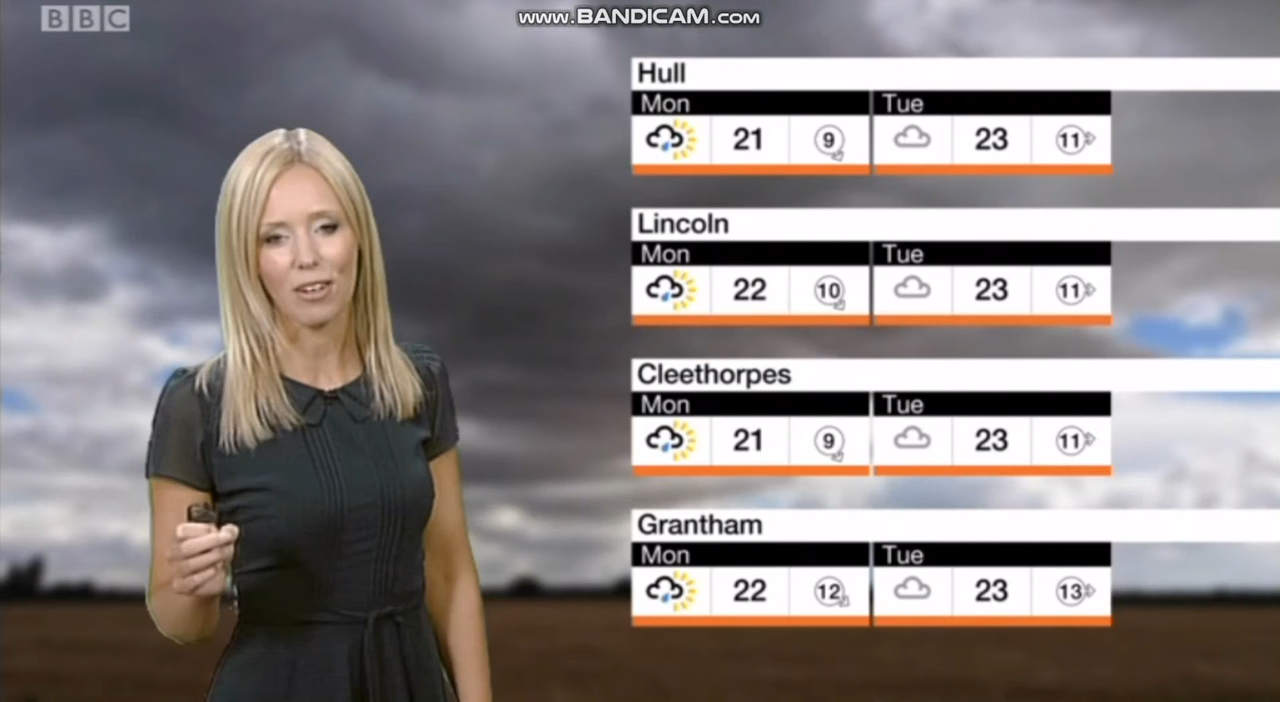 BBC
www.BANDICAM.com
Hull
Mon Tue
21 9 23 11
Lincoln
Mon Tue
22 10 23 11
Cleethorpes
Mon Tue
21 9 23 11
Grantham
Mon Tue
22 12 23 13